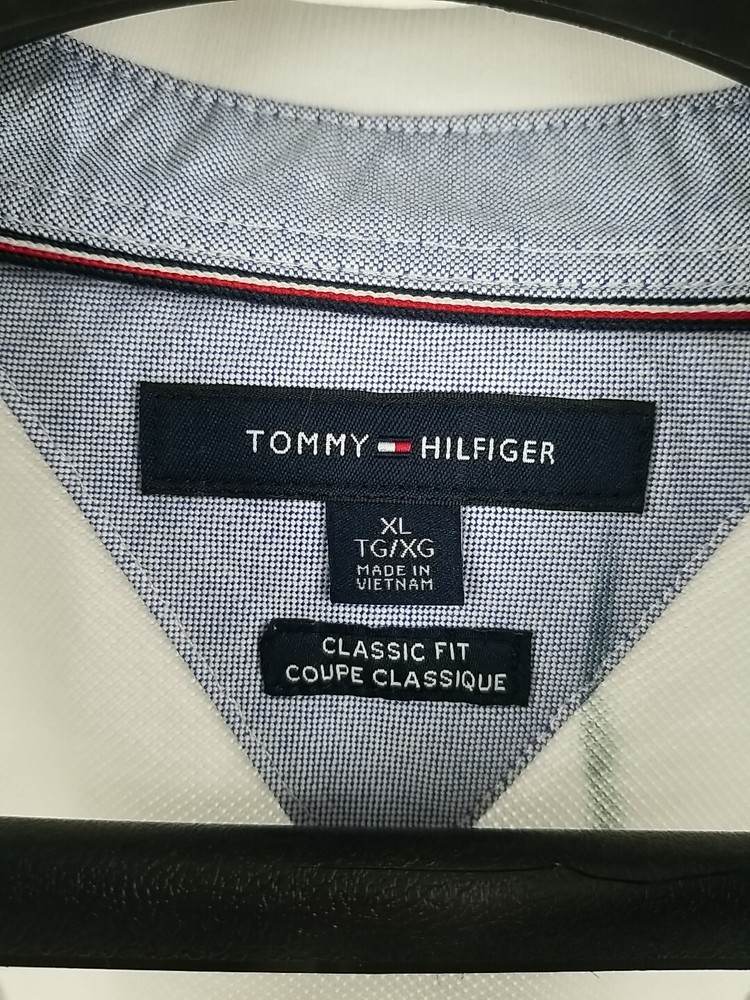 TOMMY HILFIGER
XL
TG/XG
MADE IN
VIETNAM
CLASSIC FIT
COUPE CLASSIQUE